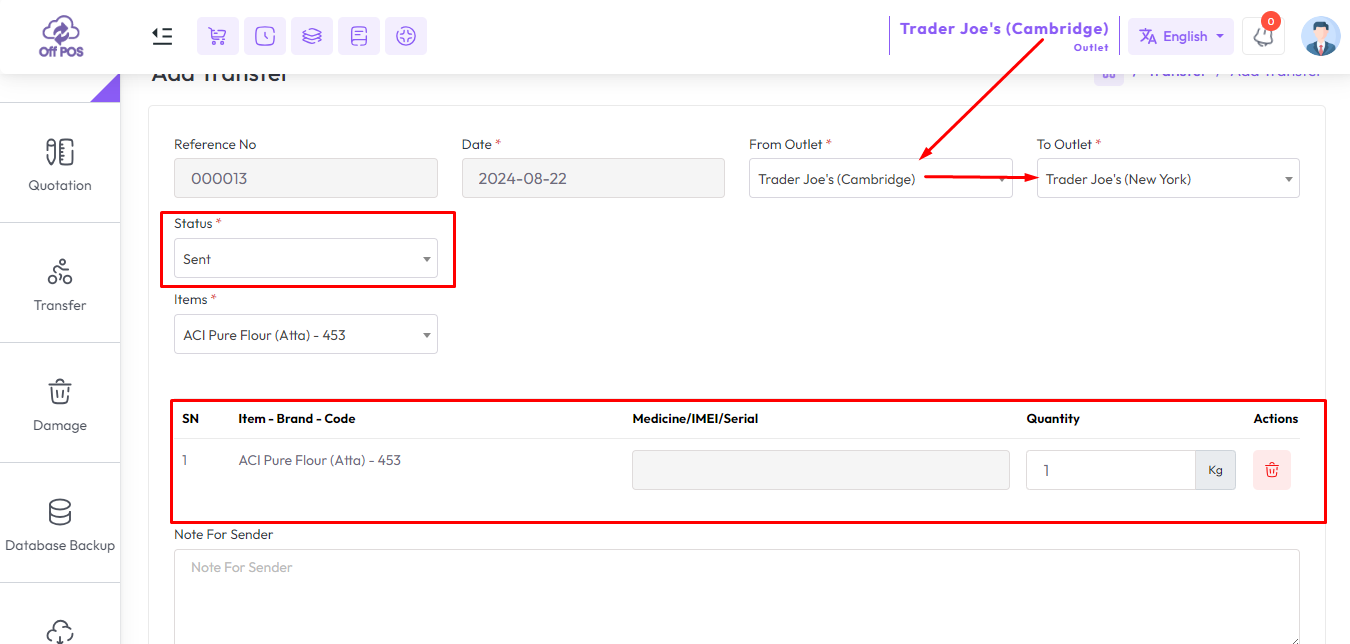 Off POS
Trader Joe's (Cambridge)
Outlet
English
0
Add Transfer
/ Transfer / Add Transfer
Quotation
Transfer
Damage
Database Backup
Reference No
Date *
From Outlet *
To Outlet *
000013
2024-08-22
Trader Joe's (Cambridge)
Trader Joe's (New York)
Status *
Sent
Items *
ACI Pure Flour (Atta) - 453
SN Item - Brand - Code Medicine/IMEI/Serial Quantity Actions
1 ACI Pure Flour (Atta) - 453 1 Kg
Note For Sender
Note For Sender